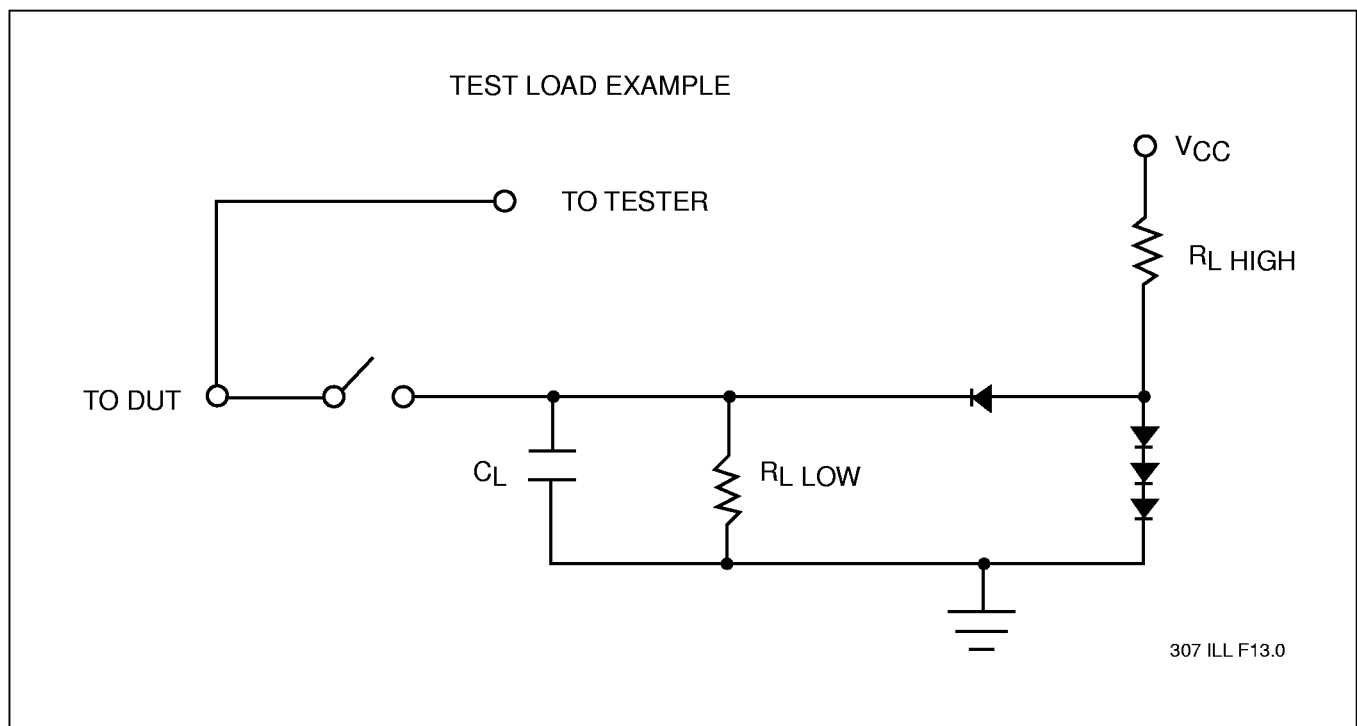 TEST LOAD EXAMPLE
VCC
TO TESTER
RL HIGH
TO DUT
CL
RL LOW
307 ILL F13.0